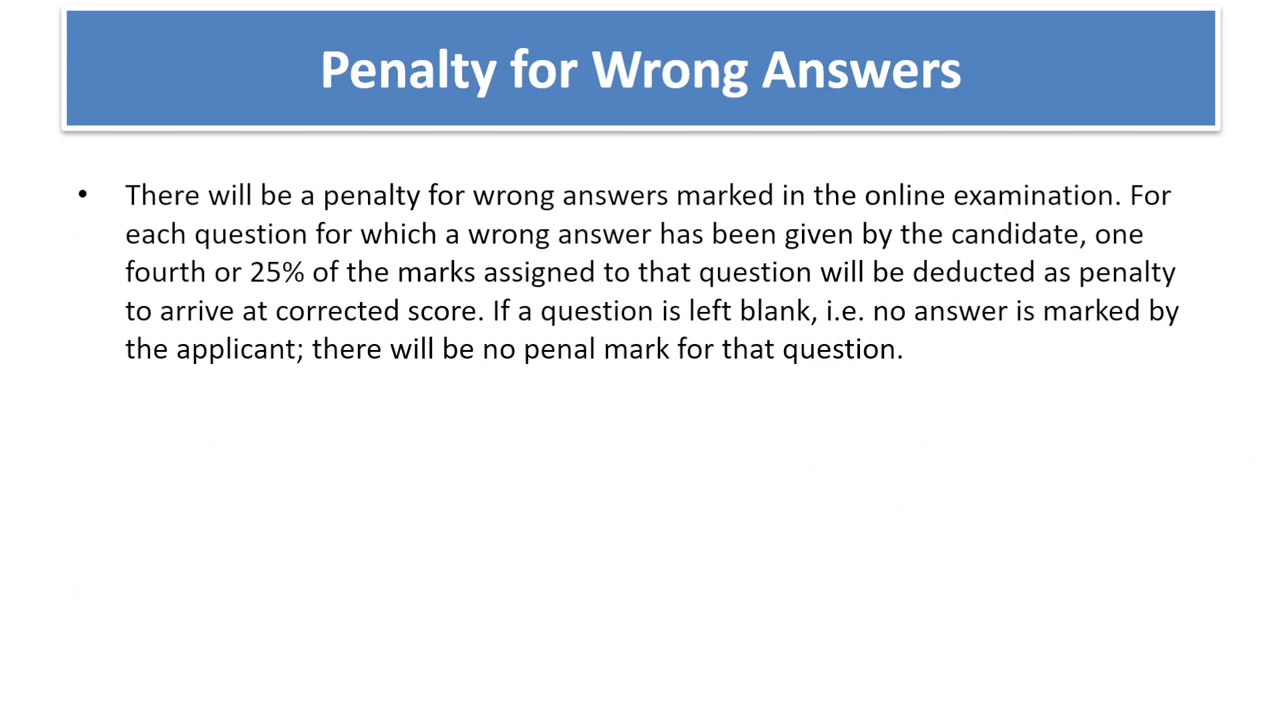 Penalty for Wrong Answers
• There will be a penalty for wrong answers marked in the online examination. For
each question for which a wrong answer has been given by the candidate, one
fourth or 25% of the marks assigned to that question will be deducted as penalty
to arrive at corrected score. If a question is left blank, i.e. no answer is marked by
the applicant; there will be no penal mark for that question.